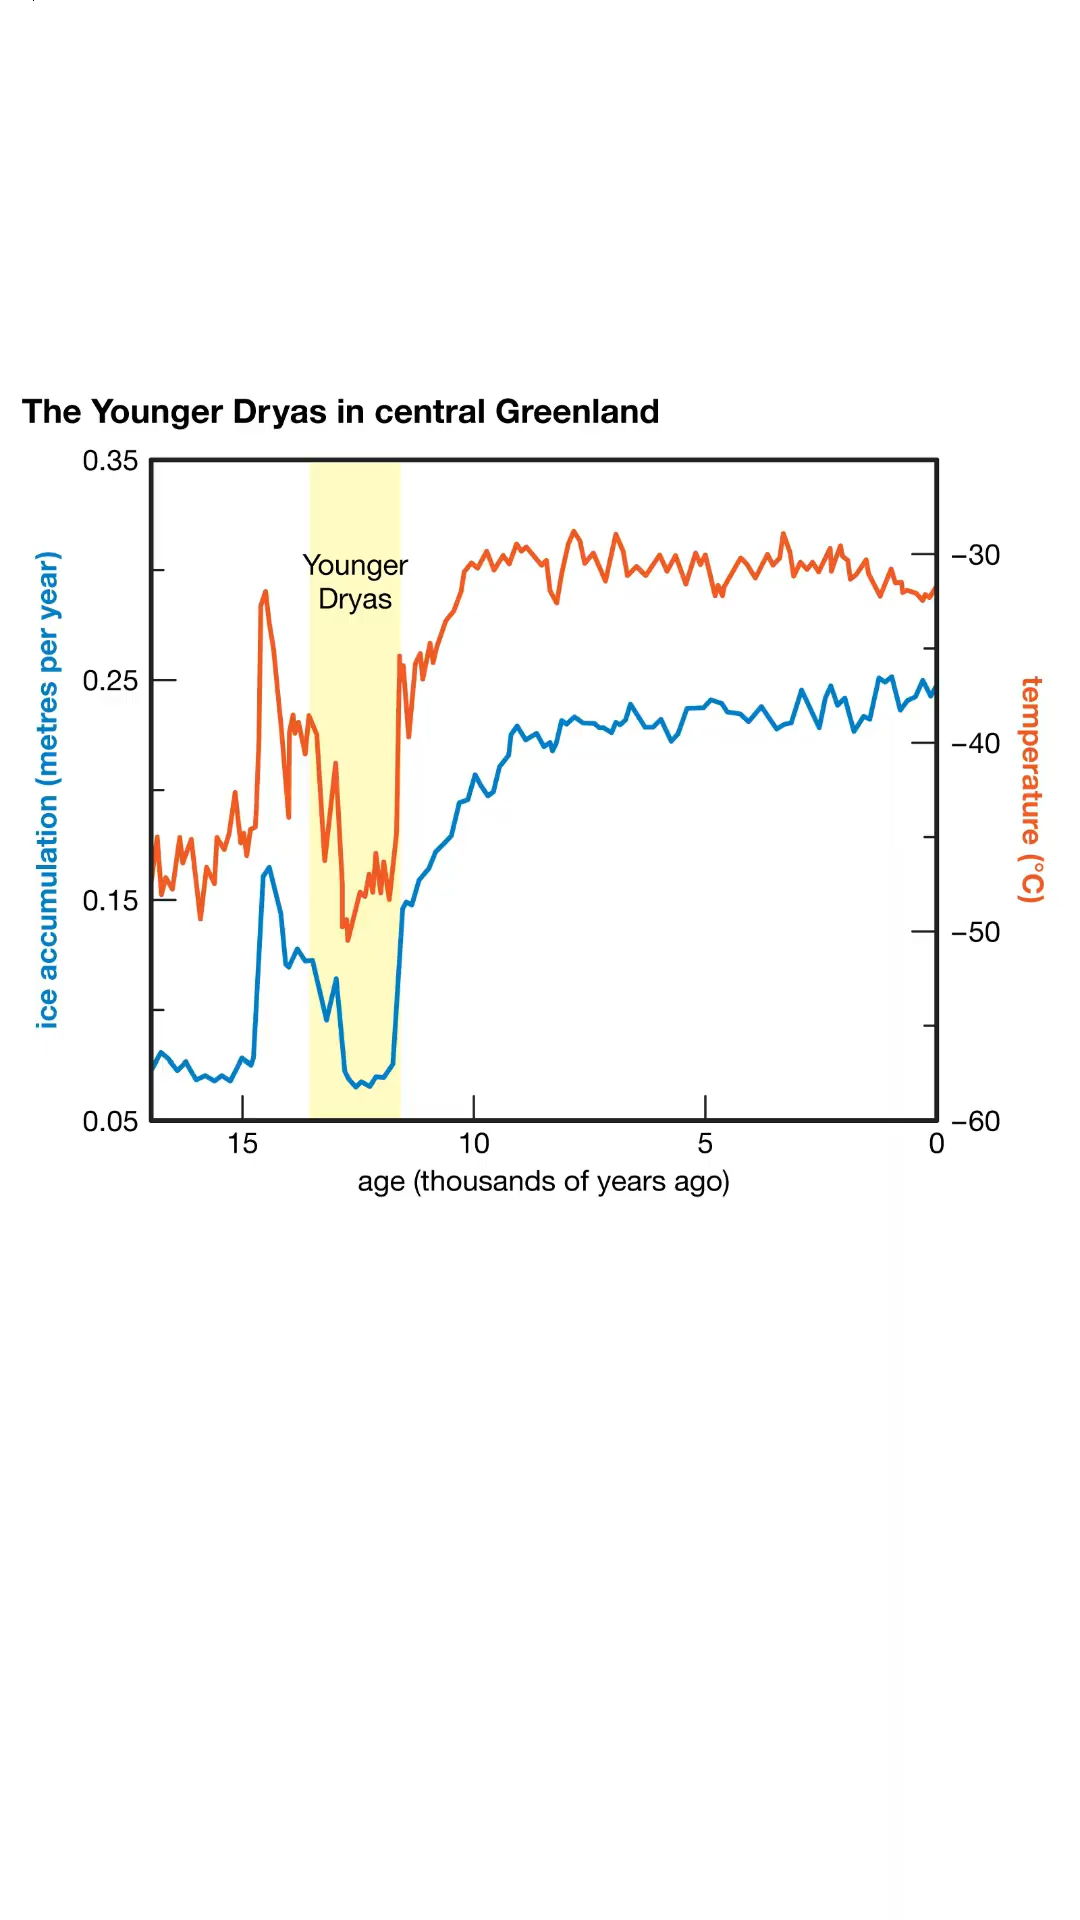 The Younger Dryas in central Greenland
0.35
0.25
0.15
0.05
ice accumulation (metres per year)
Younger
Dryas
−30
−40
−50
−60
temperature (°C)
15 10 5 0
age (thousands of years ago)